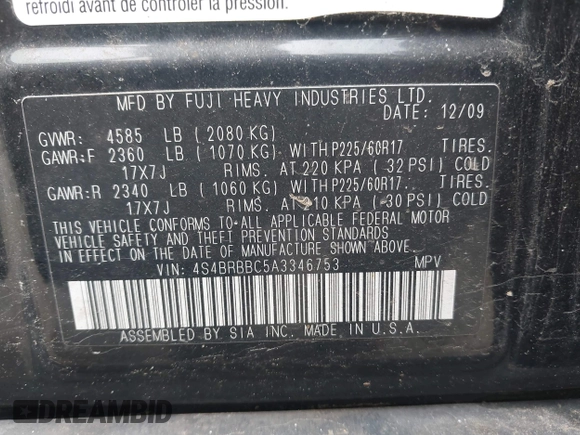 refroidi avant de contrôler la pression.
MFD BY FUJI HEAVY INDUSTRIES LTD.
DATE: 12/09
GVWR: 4585 LB (2080 KG)
GAWR:F 2360 LB (1070 KG) WITH P225/60R17 TIRES.
17X7J RIMS. AT 220 KPA (32 PSI) COLD
GAWR:R 2340 LB (1060 KG) WITH P225/60R17 TIRES.
17X7J RIMS. AT 210 KPA (30 PSI) COLD
THIS VEHICLE CONFORMS TO ALL APPLICABLE FEDERAL MOTOR
VEHICLE SAFETY AND THEFT PREVENTION STANDARDS
IN EFFECT ON THE DATE OF MANUFACTURE SHOWN ABOVE.
VIN: 4S4BRBBC5A3346753 MPV
ASSEMBLED BY SIA INC. MADE IN U.S.A.
DREAMBID